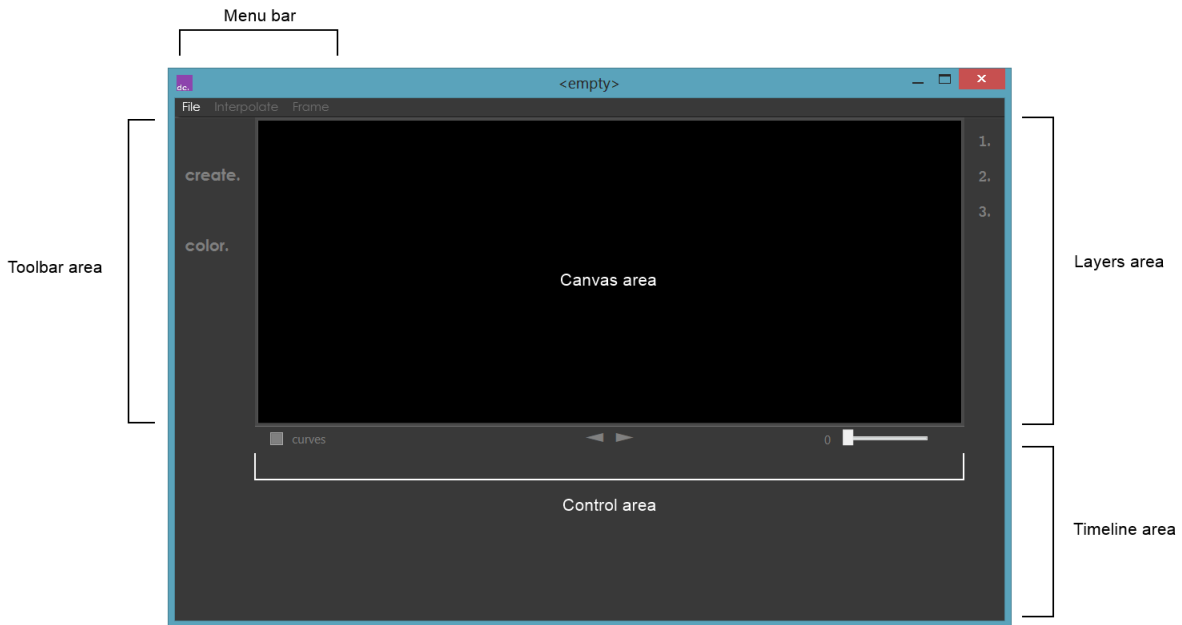 Menu bar
<empty>
dc.
File Interpolate Frame
create.
color.
1.
2.
3.
Toolbar area
Canvas area
Layers area
curves
0
Control area
Timeline area